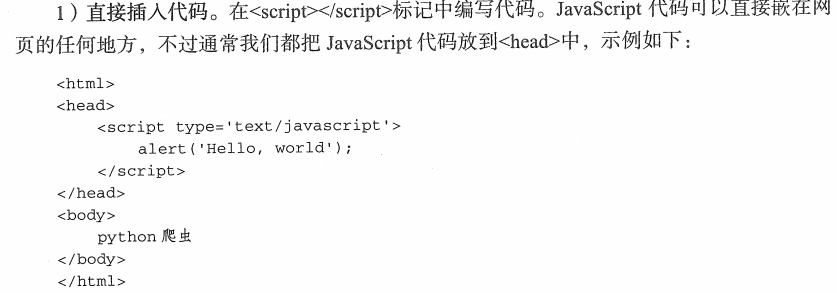 1）直接插入代码。在<script></script>标记中编写代码。JavaScript 代码可以直接嵌在网
页的任何地方，不过通常我们都把 JavaScript 代码放到<head>中，示例如下：
<html>
<head>
    <script type='text/javascript'>
        alert('Hello, world');
    </script>
</head>
<body>
    python 爬虫
</body>
</html>